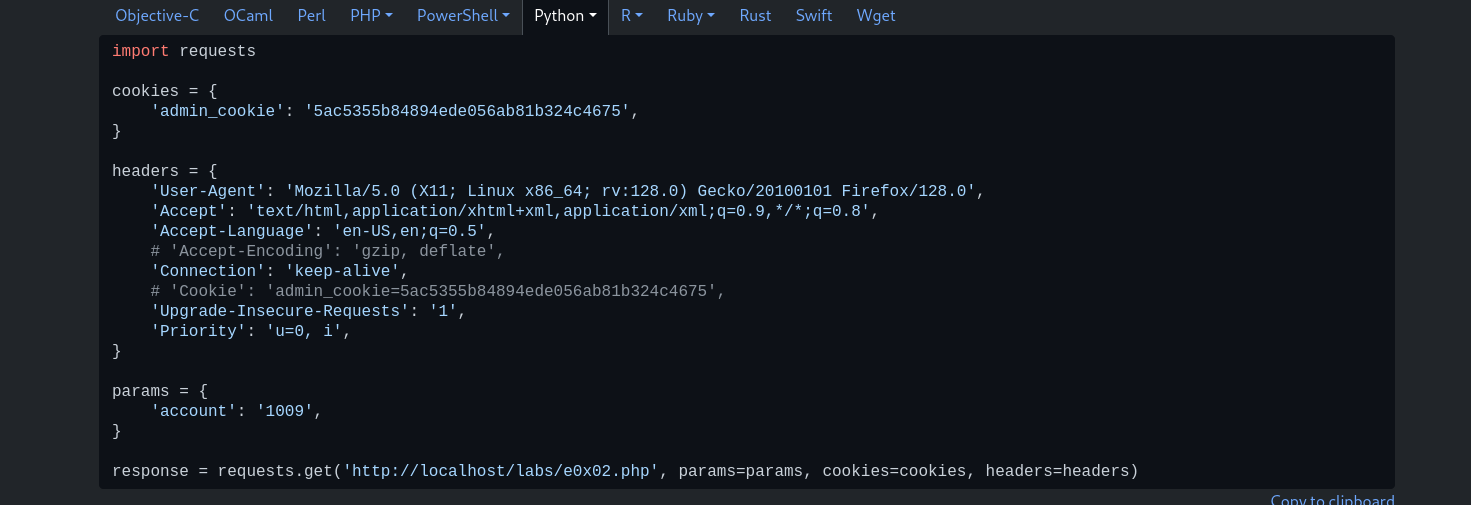 Objective-C OCaml Perl PHP PowerShell Python R Ruby Rust Swift Wget
import requests
cookies = {
    'admin_cookie': '5ac5355b84894ede056ab81b324c4675',
}
headers = {
    'User-Agent': 'Mozilla/5.0 (X11; Linux x86_64; rv:128.0) Gecko/20100101 Firefox/128.0',
    'Accept': 'text/html,application/xhtml+xml,application/xml;q=0.9,*/*;q=0.8',
    'Accept-Language': 'en-US,en;q=0.5',
    # 'Accept-Encoding': 'gzip, deflate',
    'Connection': 'keep-alive',
    # 'Cookie': 'admin_cookie=5ac5355b84894ede056ab81b324c4675',
    'Upgrade-Insecure-Requests': '1',
    'Priority': 'u=0, i',
}
params = {
    'account': '1009',
}
response = requests.get('http://localhost/labs/e0x02.php', params=params, cookies=cookies, headers=headers)
Copy to clipboard